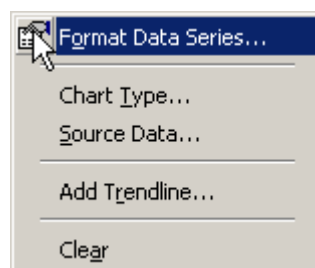 Format Data Series...
Chart Type...
Source Data...
Add Trendline...
Clear